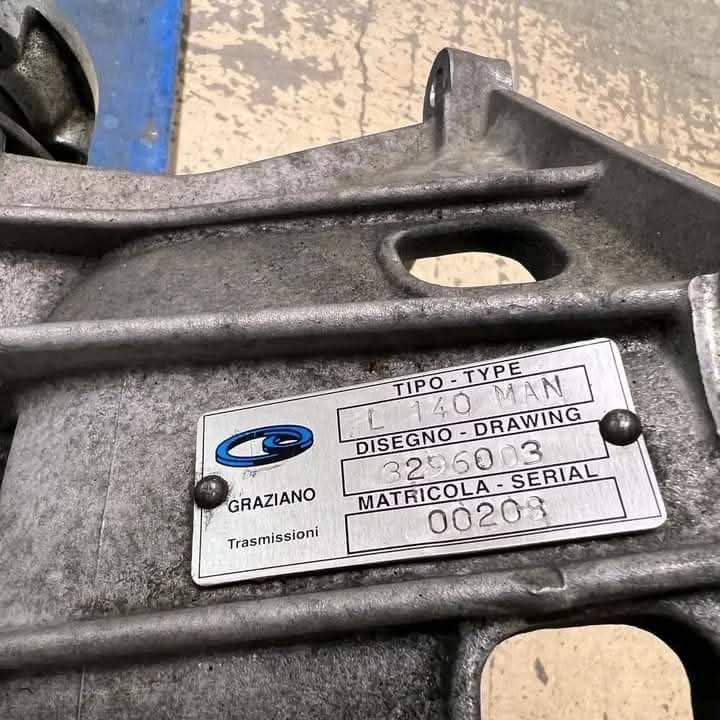 TIPO - TYPE
L 140 MAN
DISEGNO - DRAWING
3296003
MATRICOLA - SERIAL
00208
GRAZIANO
Trasmissioni